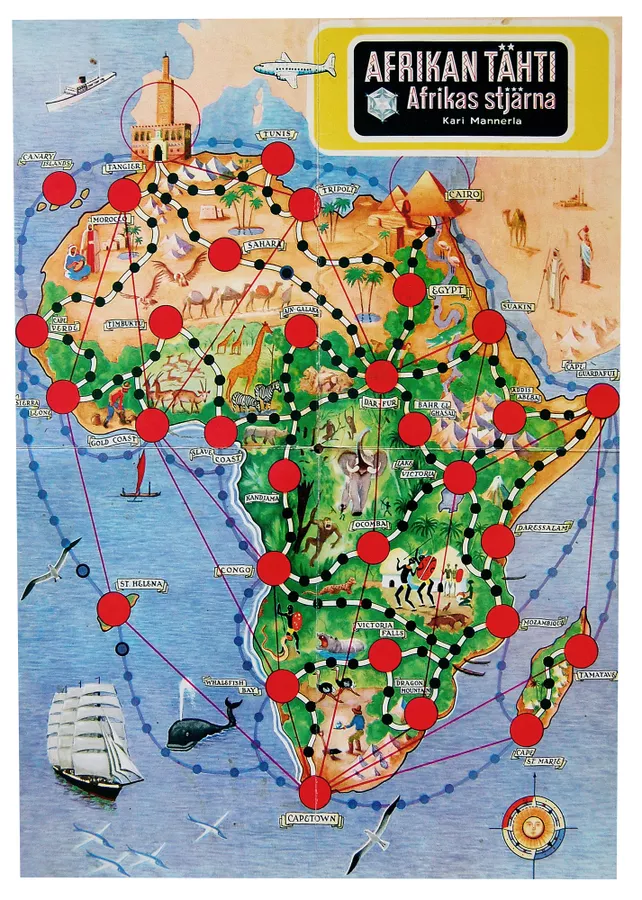 AFRIKAN TÄHTI
Afrikas stjärna
Kari Mannerla
CANARY
ISLANDS
TANGIER
TUNIS
TRIPOLI
CAIRO
MOROCCO
SAHARA
EGYPT
SUAKIN
CAPE
VERDE
TIMBUKTU
AIN-GALAKA
CAPE
GUARDAFUI
SIERRA
LEONE
DAR-FUR
ADDIS
ABEBA
GOLD COAST
SLAVE
COAST
BAHR EL
GHASAL
KANDJAMA
LAKE
VICTORIA
OCOMBA
DARESSALAM
CONGO
ST. HELENA
VICTORIA
FALLS
MOZAMBIQUE
WHALEFISH
BAY
DRAGON
MOUNTAIN
TAMATAVE
CAPE
ST. MARIE
CAPETOWN